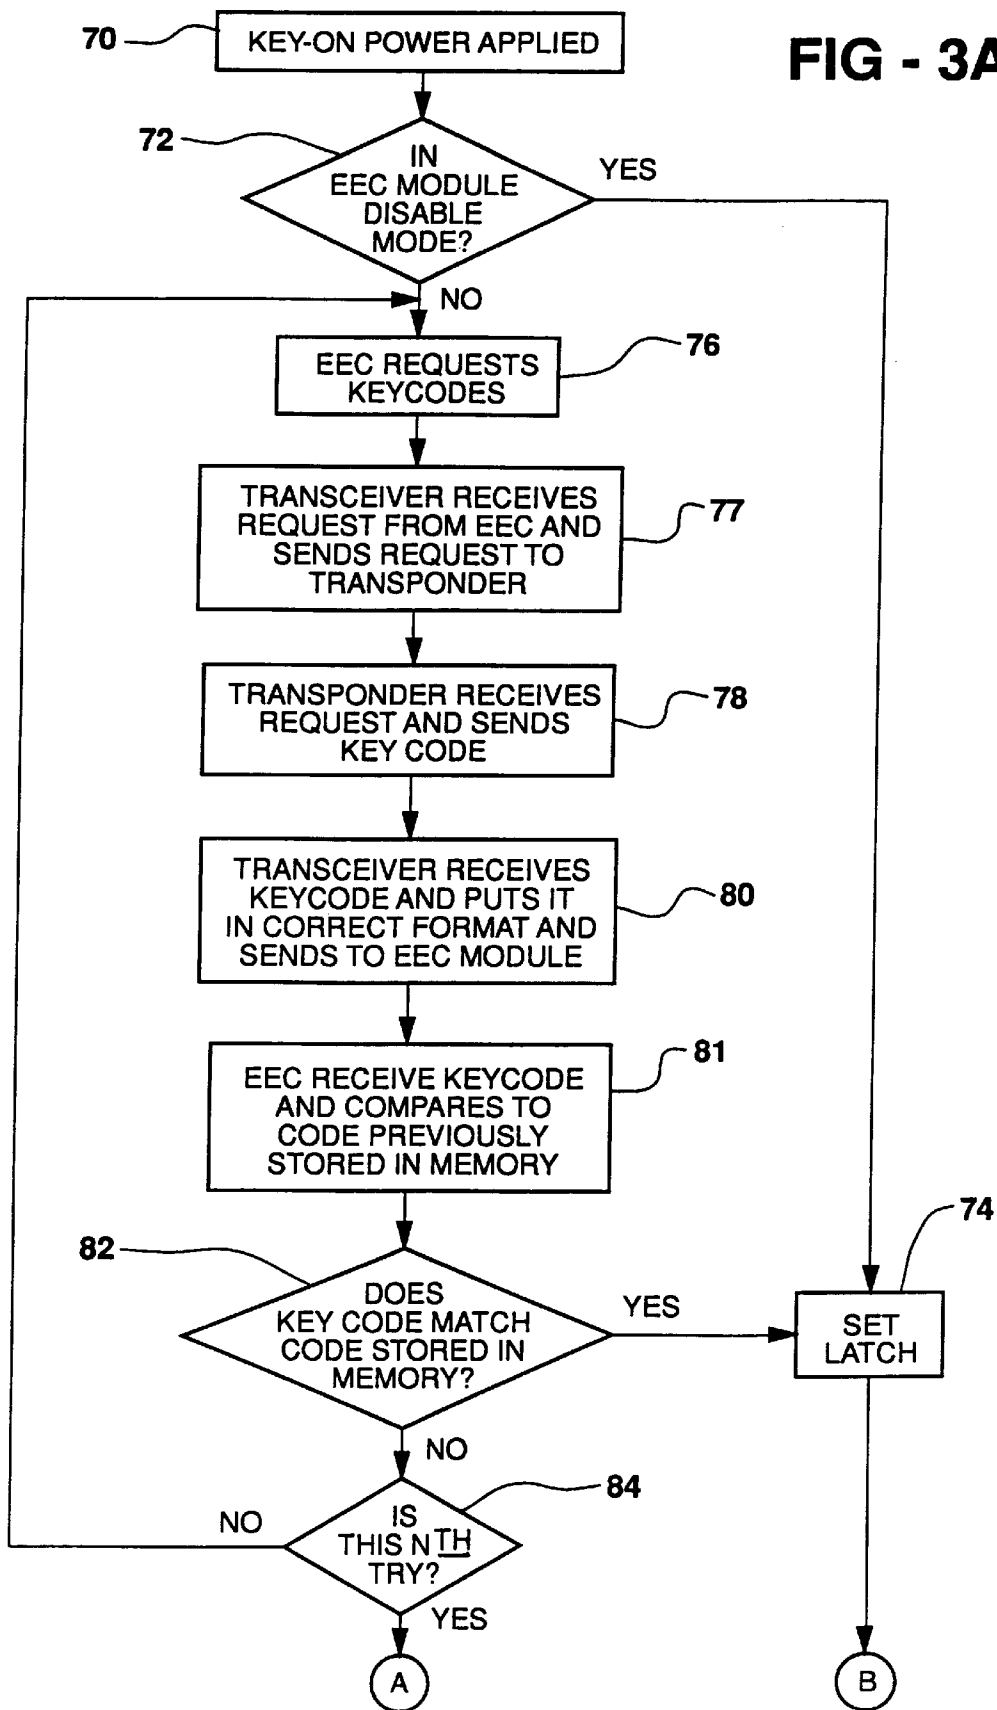 FIG - 3A
70
KEY-ON POWER APPLIED
72
IN
EEC MODULE
DISABLE
MODE?
YES
NO
76
EEC REQUESTS
KEYCODES
77
TRANSCEIVER RECEIVES
REQUEST FROM EEC AND
SENDS REQUEST TO
TRANSPONDER
78
TRANSPONDER RECEIVES
REQUEST AND SENDS
KEY CODE
80
TRANSCEIVER RECEIVES
KEYCODE AND PUTS IT
IN CORRECT FORMAT AND
SENDS TO EEC MODULE
81
EEC RECEIVE KEYCODE
AND COMPARES TO
CODE PREVIOUSLY
STORED IN MEMORY
82
DOES
KEY CODE MATCH
CODE STORED IN
MEMORY?
YES
74
SET
LATCH
NO
84
IS
THIS N TH
TRY?
NO
YES
A
B